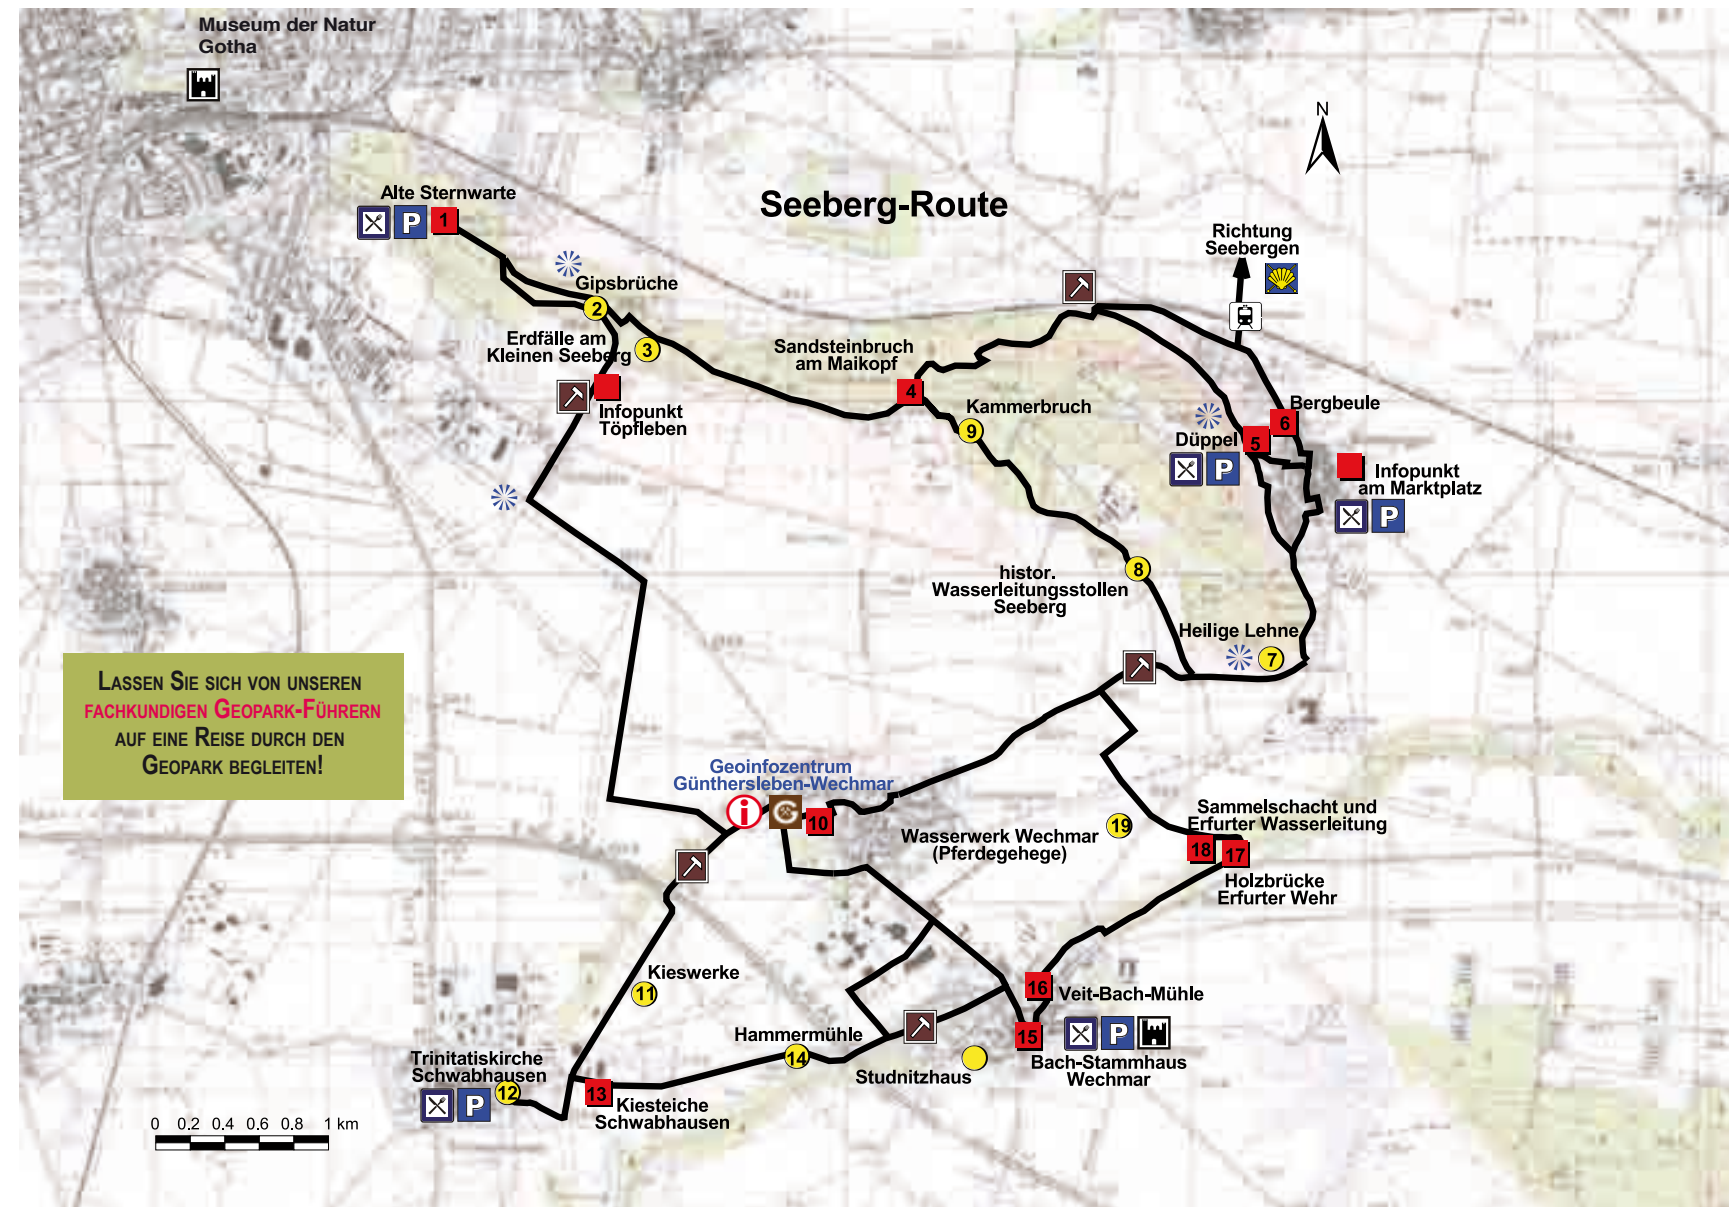 Museum der Natur
Gotha
N
Seeberg-Route
Alte Sternwarte
P
1
Richtung
Seebergen
Gipsbrüche
2
Erdfälle am
Kleinen Seeberg
3
Sandsteinbruch
am Maikopf
4
Infopunkt
Töpfleben
Kammerbruch
9
Bergbeule
6
Düppel
5
P
Infopunkt
am Marktplatz
P
histor.
Wasserleitungsstollen
Seeberg
8
Heilige Lehne
7
LASSEN SIE SICH VON UNSEREN
FACHKUNDIGEN GEOPARK-FÜHRERN
AUF EINE REISE DURCH DEN
GEOPARK BEGLEITEN!
Geoinfozentrum
Günthersleben-Wechmar
i
G
10
Wasserwerk Wechmar
(Pferdegehege)
19
Sammelschacht und
Erfurter Wasserleitung
18
17
Holzbrücke
Erfurter Wehr
Kieswerke
11
16
Veit-Bach-Mühle
Hammermühle
14
15
P
Bach-Stammhaus
Wechmar
Studnitzhaus
Trinitatiskirche
Schwabhausen
12
P
13
Kiesteiche
Schwabhausen
0 0.2 0.4 0.6 0.8 1 km